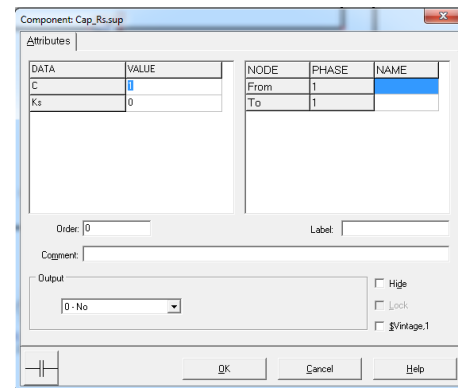 Component: Cap_Rs.sup
Attributes
DATA VALUE
C 1
Ks 0
NODE PHASE NAME
From 1
To 1
Order: 0
Label:
Comment:
Output
0 - No
Hide
Lock
$Vintage,1
OK Cancel Help